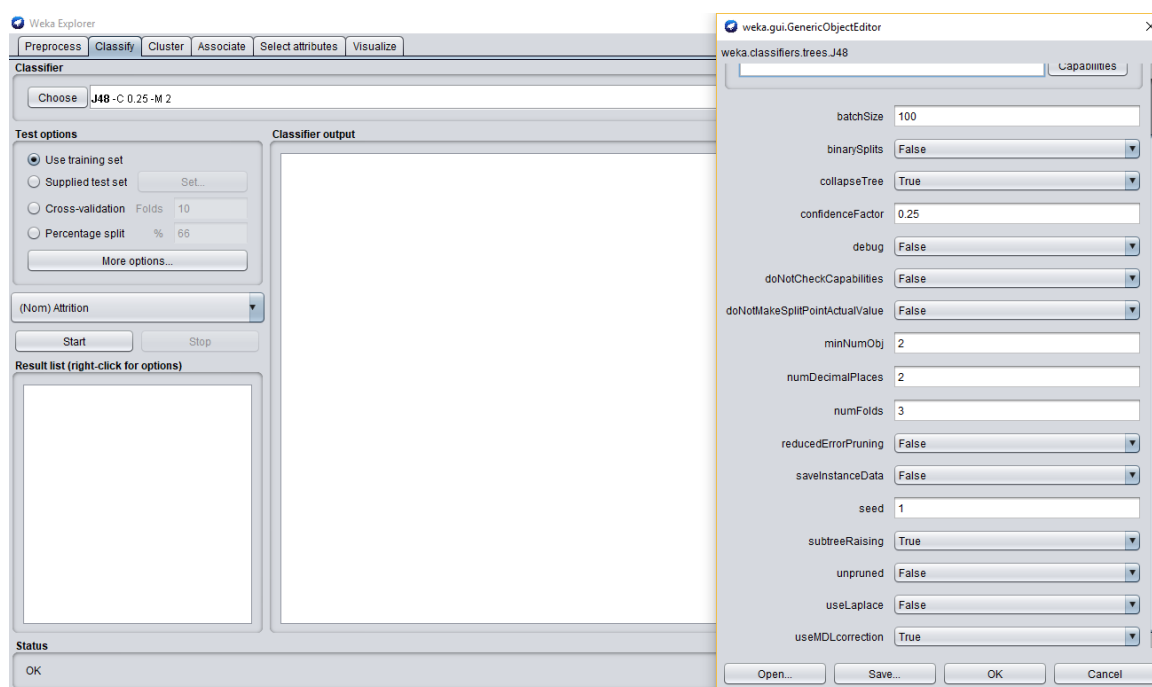 Weka Explorer
Preprocess Classify Cluster Associate Select attributes Visualize
Classifier
Choose J48 -C 0.25 -M 2
Test options
Use training set
Supplied test set Set...
Cross-validation Folds 10
Percentage split % 66
More options...
(Nom) Attrition
Start Stop
Result list (right-click for options)
Classifier output
Status
OK
weka.gui.GenericObjectEditor
weka.classifiers.trees.J48
Capabilities
batchSize 100
binarySplits False
collapseTree True
confidenceFactor 0.25
debug False
doNotCheckCapabilities False
doNotMakeSplitPointActualValue False
minNumObj 2
numDecimalPlaces 2
numFolds 3
reducedErrorPruning False
saveInstanceData False
seed 1
subtreeRaising True
unpruned False
useLaplace False
useMDLcorrection True
Open... Save... OK Cancel